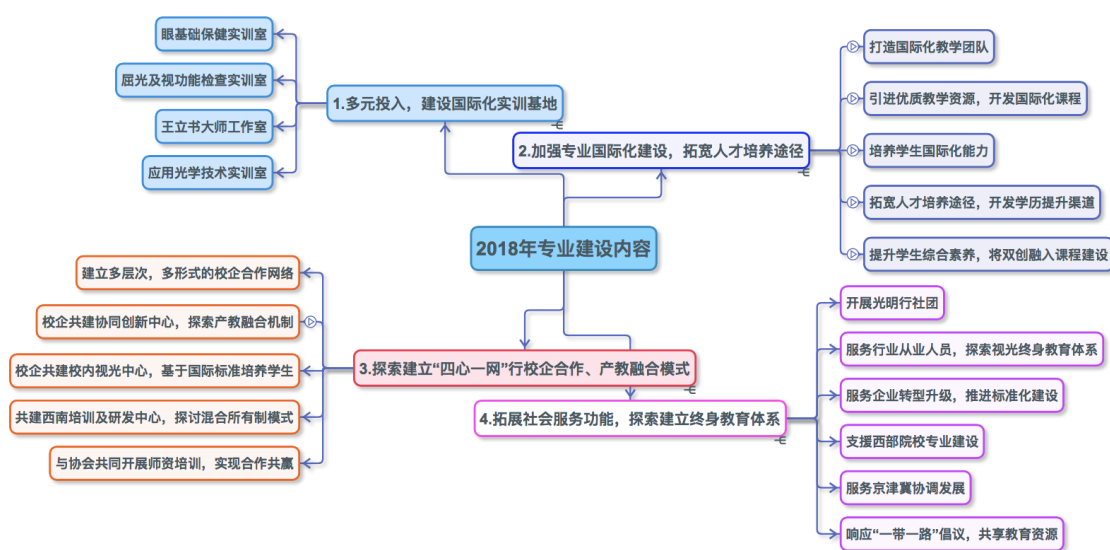 2018年专业建设内容
1.多元投入，建设国际化实训基地
眼基础保健实训室
屈光及视功能检查实训室
王立书大师工作室
应用光学技术实训室
2.加强专业国际化建设，拓宽人才培养途径
打造国际化教学团队
引进优质教学资源，开发国际化课程
培养学生国际化能力
拓宽人才培养途径，开发学历提升渠道
提升学生综合素养，将双创融入课程建设
3.探索建立“四心一网”行校企合作、产教融合模式
建立多层次，多形式的校企合作网络
校企共建协同创新中心，探索产教融合机制
校企共建校内视光中心，基于国际标准培养学生
共建西南培训及研发中心，探讨混合所有制模式
与协会共同开展师资培训，实现合作共赢
4.拓展社会服务功能，探索建立终身教育体系
开展光明行社团
服务行业从业人员，探索视光终身教育体系
服务企业转型升级，推进标准化建设
支援西部院校专业建设
服务京津冀协调发展
响应“一带一路”倡议，共享教育资源